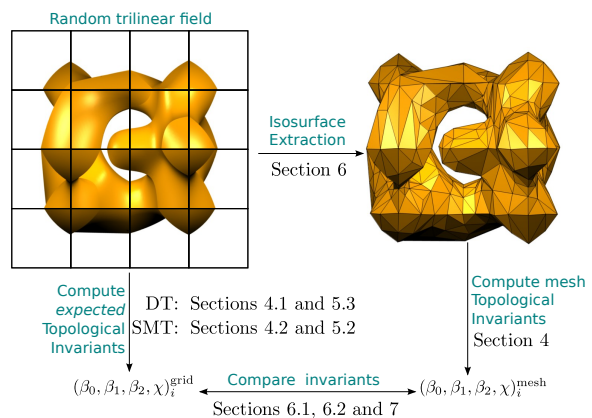 Random trilinear field
Isosurface
Extraction
Section 6
Compute
expected
Topological
Invariants
DT: Sections 4.1 and 5.3
SMT: Sections 4.2 and 5.2
Compute mesh
Topological
Invariants
Section 4
(β₀, β₁, β₂, χ)ᵢᵍʳⁱᵈ
Compare invariants
(β₀, β₁, β₂, χ)ᵢᵐᵉˢʰ
Sections 6.1, 6.2 and 7